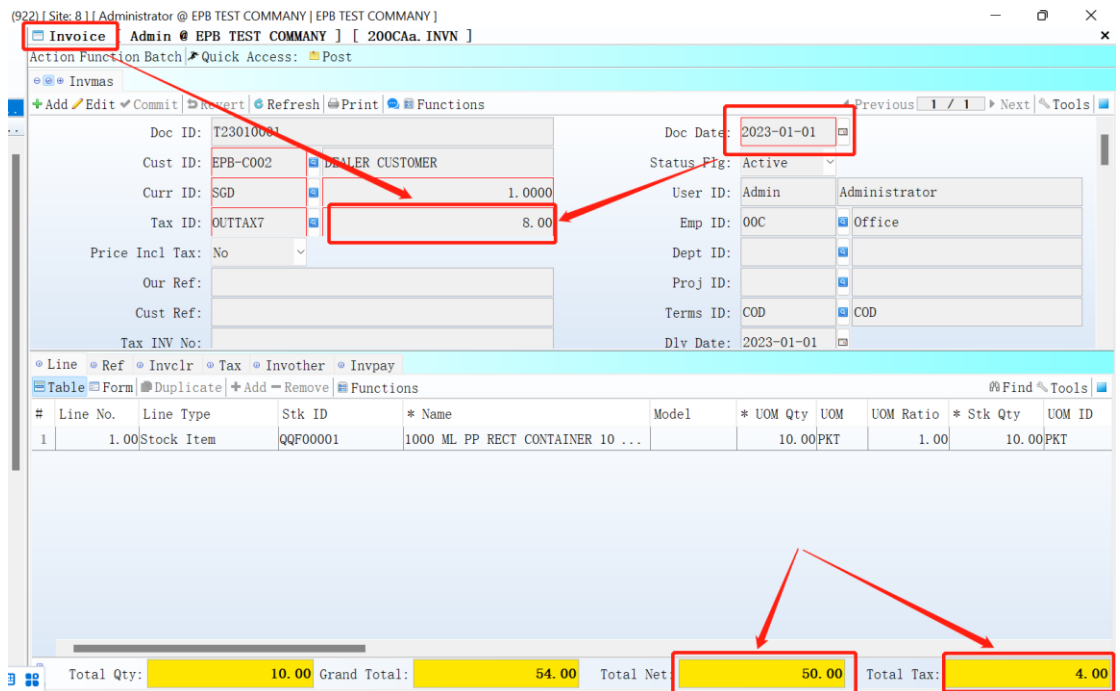 (922) [ Site: 8 ] [ Administrator @ EPB TEST COMMANY | EPB TEST COMMANY ]
Invoice [ Admin @ EPB TEST COMMANY ] [ 200CAa. INVN ]
Action Function Batch Quick Access: Post
Invmas
Add Edit Commit Revert Refresh Print Functions Previous 1 / 1 Next Tools
Doc ID: T23010001 Doc Date: 2023-01-01
Cust ID: EPB-C002 DEALER CUSTOMER Status Flg: Active
Curr ID: SGD 1.0000 User ID: Admin Administrator
Tax ID: OUTTAX7 8.00 Emp ID: 00C Office
Price Incl Tax: No Dept ID:
Our Ref: Proj ID:
Cust Ref: Terms ID: COD COD
Tax INV No: Dlv Date: 2023-01-01
Line Ref Invclr Tax Invother Invpay
Table Form Duplicate Add Remove Functions Find Tools
# Line No. Line Type Stk ID * Name Model * UOM Qty UOM UOM Ratio * Stk Qty UOM ID
1 1.00 Stock Item QQF00001 1000 ML PP RECT CONTAINER 10 ... 10.00 PKT 1.00 10.00 PKT
Total Qty: 10.00 Grand Total: 54.00 Total Net: 50.00 Total Tax: 4.00